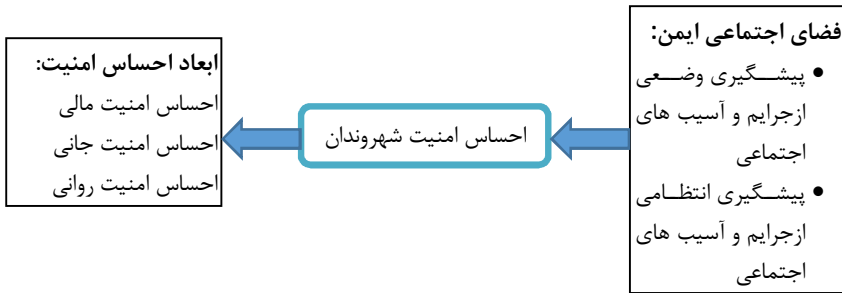 فضای اجتماعی ایمن:
• پیشگیری وضعی
ازجرایم و آسیب های
اجتماعی
• پیشگیری انتظامی
ازجرایم و آسیب های
اجتماعی
احساس امنیت شهروندان
ابعاد احساس امنیت:
احساس امنیت مالی
احساس امنیت جانی
احساس امنیت روانی